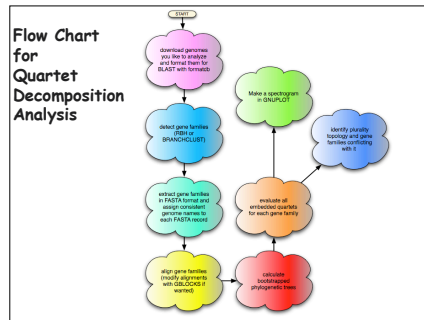 Flow Chart
for
Quartet
Decomposition
Analysis
START
download genomes
you like to analyze
and format them for
BLAST with formatdb
detect gene families
(RBH or
BRANCHCLUST)
extract gene families
in FASTA format and
assign consistent
genome names to
each FASTA record
align gene families
(modify alignments
with GBLOCKS if
wanted)
calculate
bootstrapped
phylogenetic trees
evaluate all
embedded quartets
for each gene family
Make a spectrogram
in GNUPLOT
identify plurality
topology and gene
families conflicting
with it